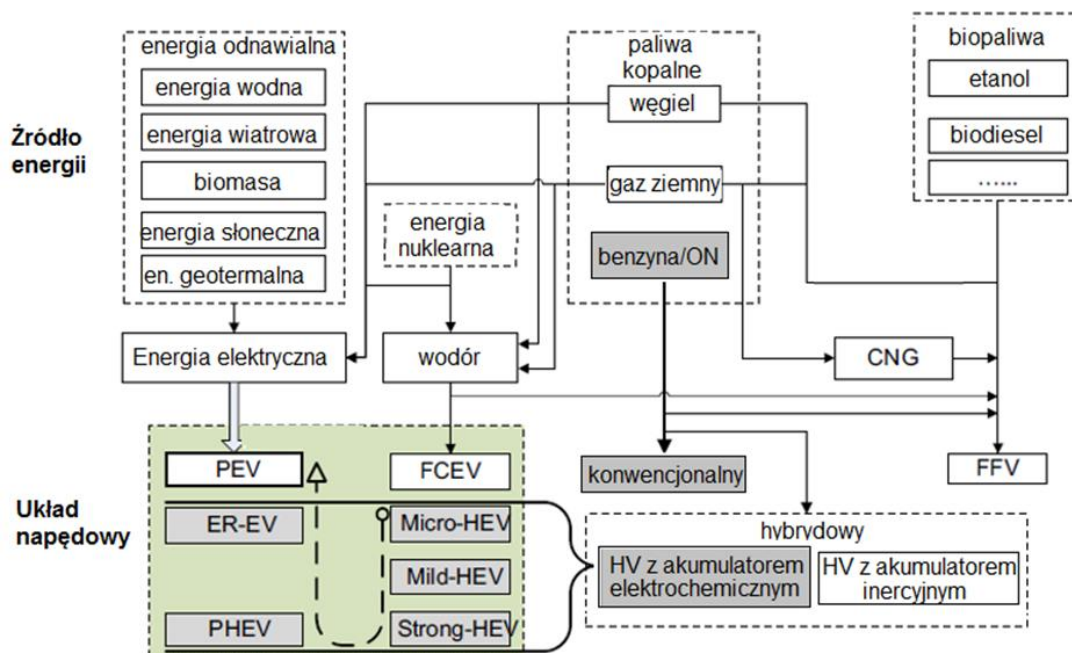 energia odnawialna
energia wodna
energia wiatrowa
biomasa
energia słoneczna
en. geotermalna
Źródło
energii
energia
nuklearna
paliwa
kopalne
węgiel
gaz ziemny
benzyna/ON
biopaliwa
etanol
biodiesel
…...
Energia elektryczna
wodór
CNG
Układ
napędowy
PEV
FCEV
ER-EV
Micro-HEV
Mild-HEV
PHEV
Strong-HEV
konwencjonalny
FFV
hybrydowy
HV z akumulatorem
elektrochemicznym
HV z akumulatorem
inercyjnym